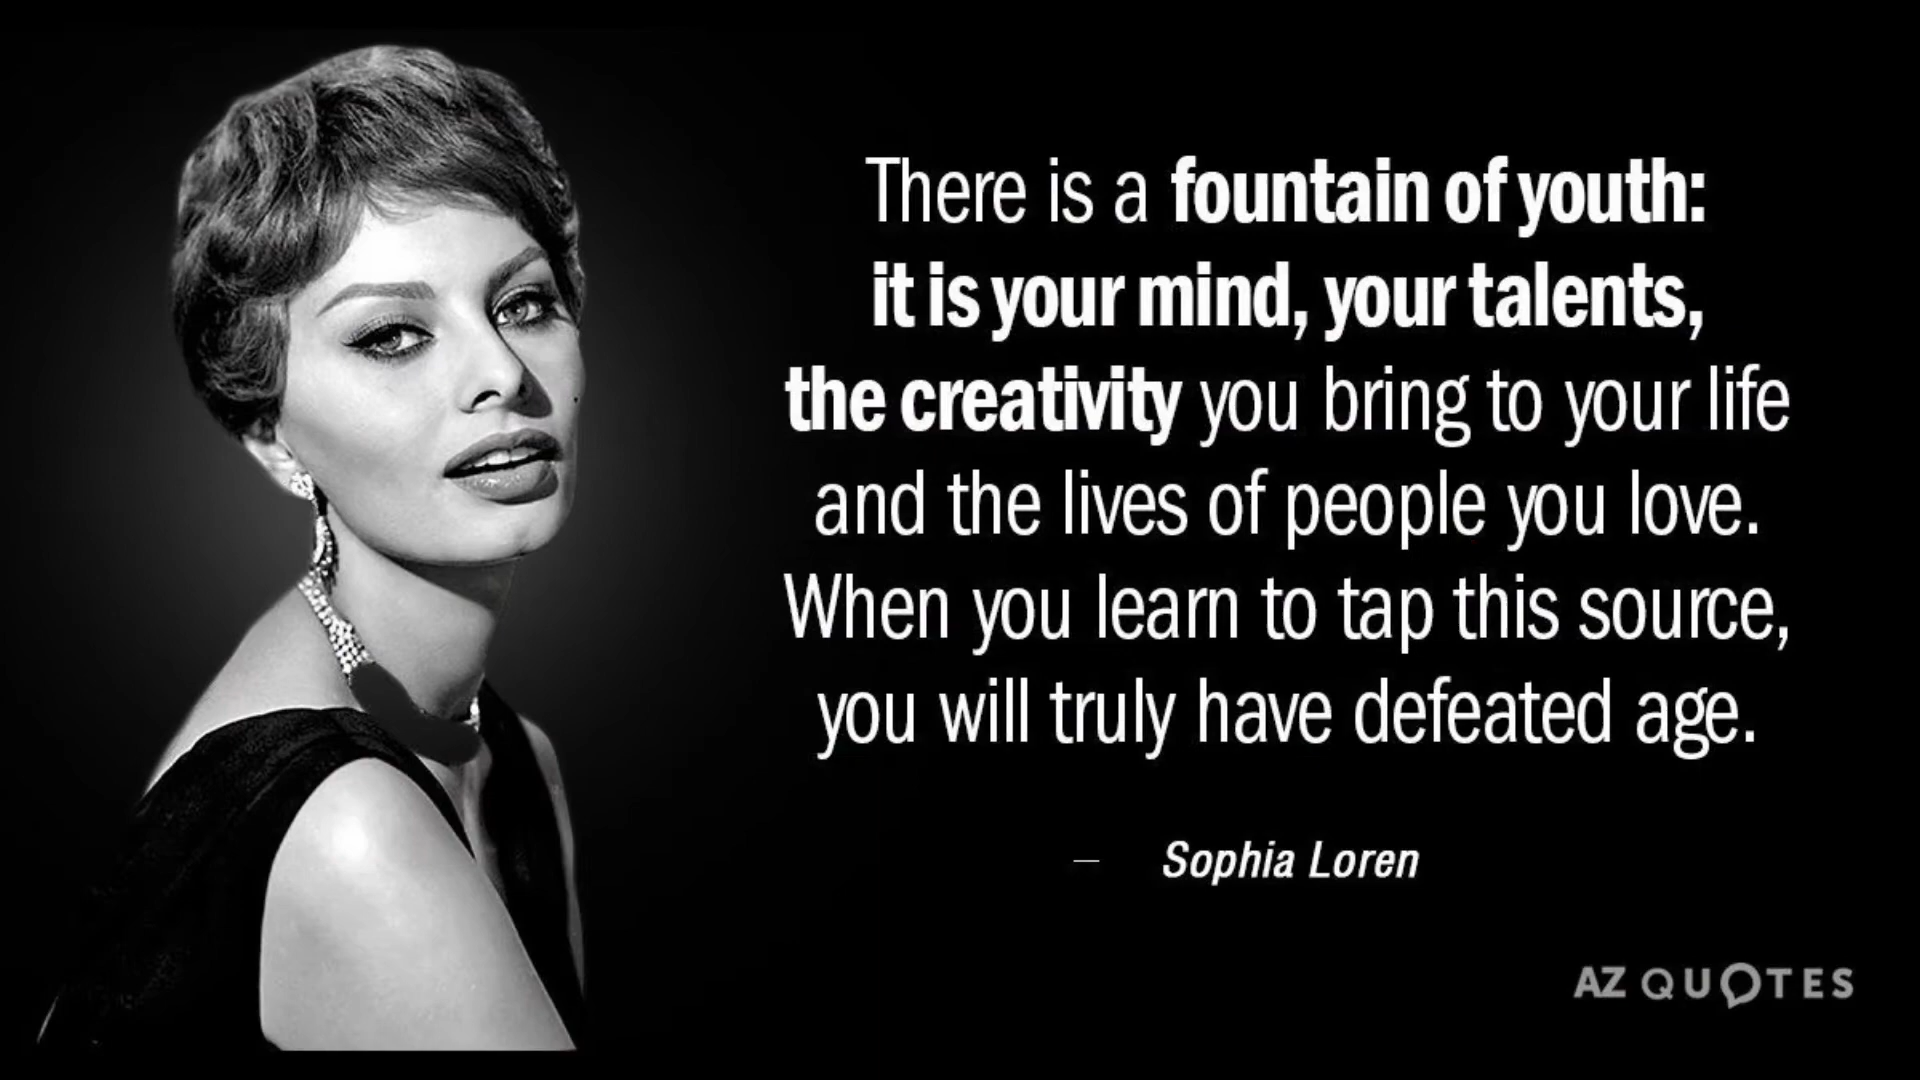 There is a fountain of youth:
it is your mind, your talents,
the creativity you bring to your life
and the lives of people you love.
When you learn to tap this source,
you will truly have defeated age.
— Sophia Loren
AZ QUOTES